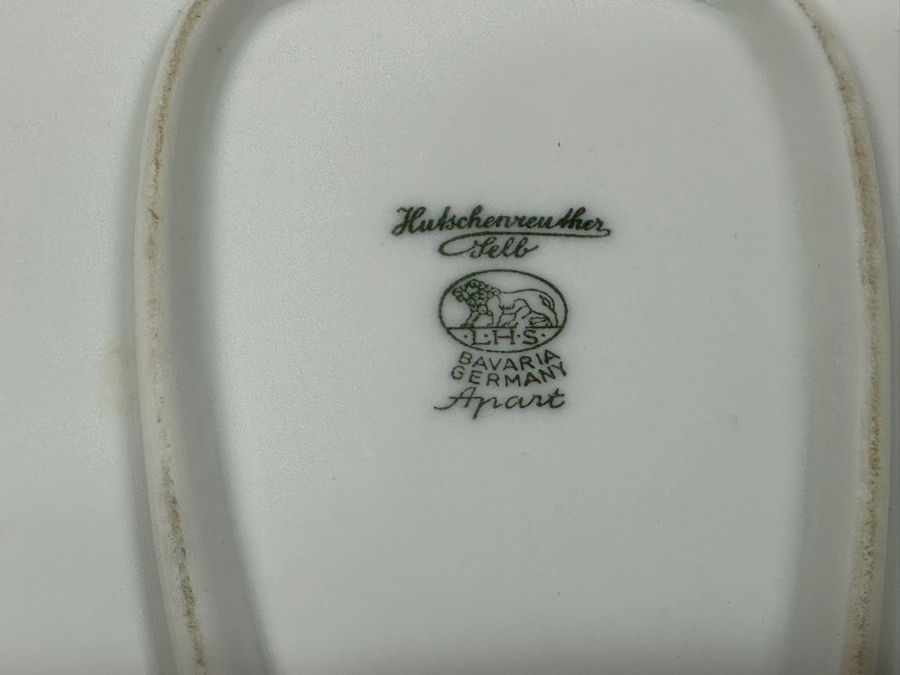 Hutschenreuther
Selb
L·H·S·
BAVARIA
GERMANY
Apart